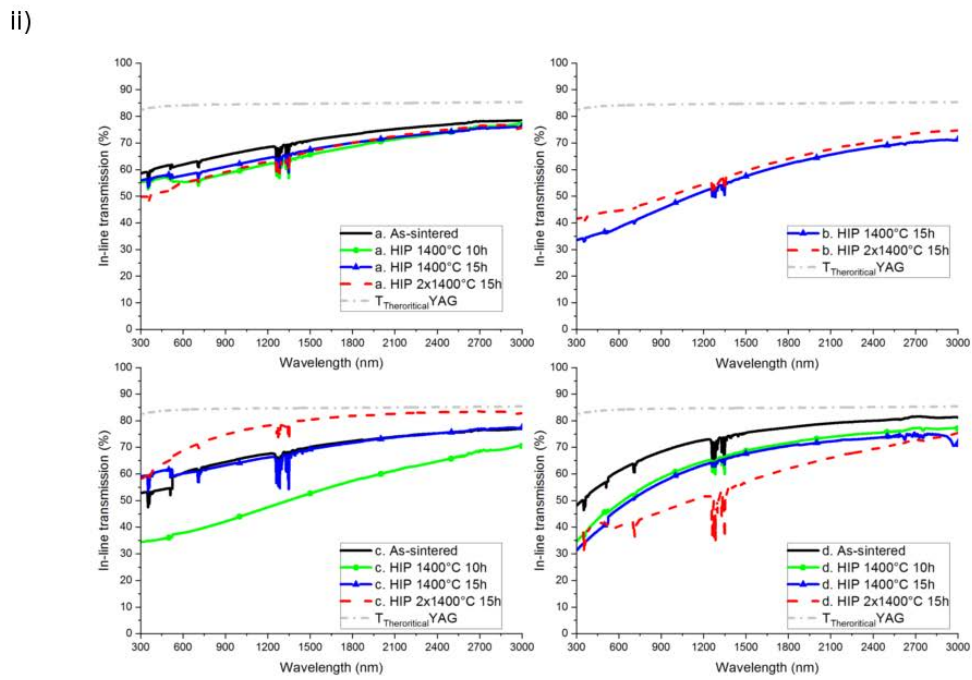 ii)
In-line transmission (%)
100
90
80
70
60
50
40
30
20
10
0
300 600 900 1200 1500 1800 2100 2400 2700 3000
Wavelength (nm)
a. As-sintered
a. HIP 1400°C 10h
a. HIP 1400°C 15h
a. HIP 2x1400°C 15h
TTheroriticalYAG
In-line transmission (%)
100
90
80
70
60
50
40
30
20
10
0
300 600 900 1200 1500 1800 2100 2400 2700 3000
Wavelength (nm)
b. HIP 1400°C 15h
b. HIP 2x1400°C 15h
TTheroriticalYAG
In-line transmission (%)
100
90
80
70
60
50
40
30
20
10
0
300 600 900 1200 1500 1800 2100 2400 2700 3000
Wavelength (nm)
c. As-sintered
c. HIP 1400°C 10h
c. HIP 1400°C 15h
c. HIP 2x1400°C 15h
TTheroriticalYAG
In-line transmission (%)
100
90
80
70
60
50
40
30
20
10
0
300 600 900 1200 1500 1800 2100 2400 2700 3000
Wavelength (nm)
d. As-sintered
d. HIP 1400°C 10h
d. HIP 1400°C 15h
d. HIP 2x1400°C 15h
TTheroriticalYAG